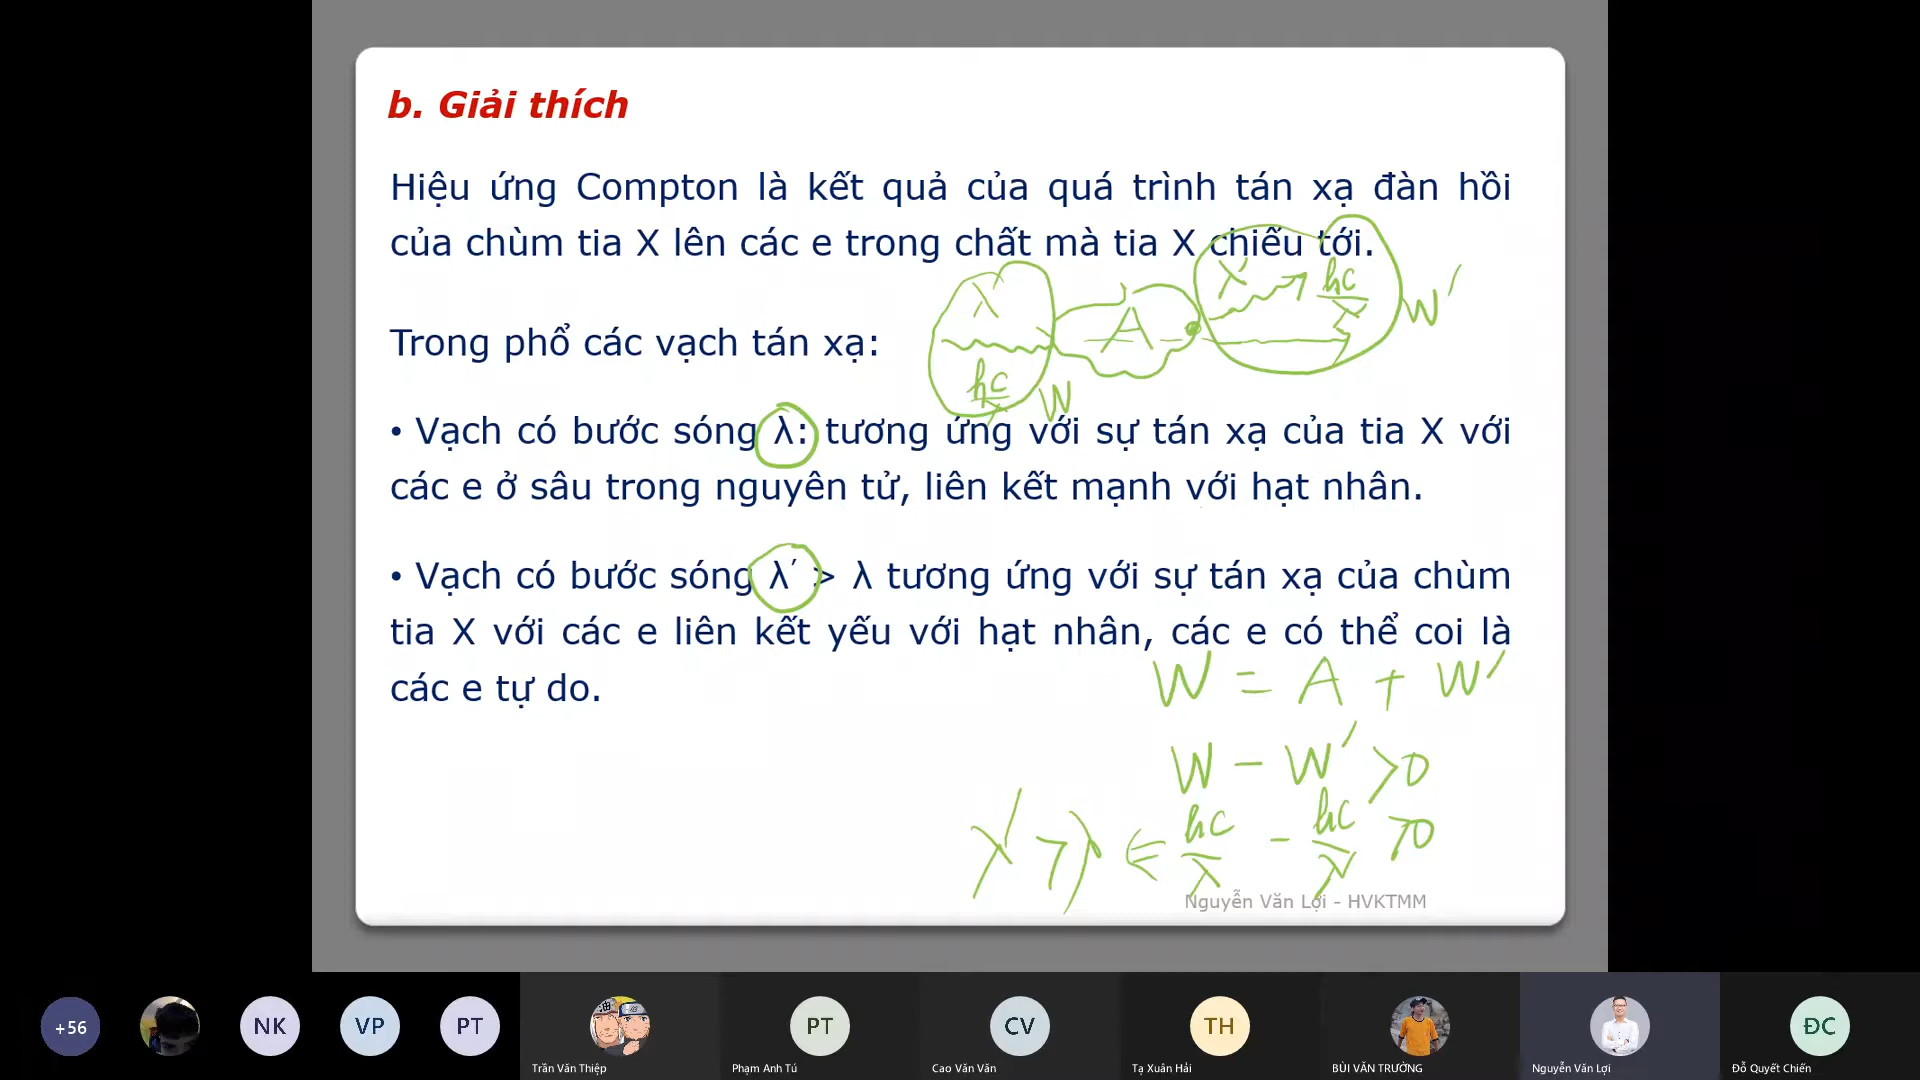 b. Giải thích
Hiệu ứng Compton là kết quả của quá trình tán xạ đàn hồi
của chùm tia X lên các e trong chất mà tia X chiếu tới.
λ
hc
λ
W
A
λ'
hc
λ'
W'
Trong phổ các vạch tán xạ:
• Vạch có bước sóng λ: tương ứng với sự tán xạ của tia X với
các e ở sâu trong nguyên tử, liên kết mạnh với hạt nhân.
• Vạch có bước sóng λ′ > λ tương ứng với sự tán xạ của chùm
tia X với các e liên kết yếu với hạt nhân, các e có thể coi là
các e tự do.
W = A + W'
W - W' > 0
λ' > λ ⇐ hc/λ - hc/λ' > 0
Nguyễn Văn Lợi - HVKTMM
+56
NK
VP
PT
PT
CV
TH
ĐC
Trần Văn Thiệp
Phạm Anh Tú
Cao Văn Văn
Tạ Xuân Hải
BÙI VĂN TRƯỜNG
Nguyễn Văn Lợi
Đỗ Quyết Chiến